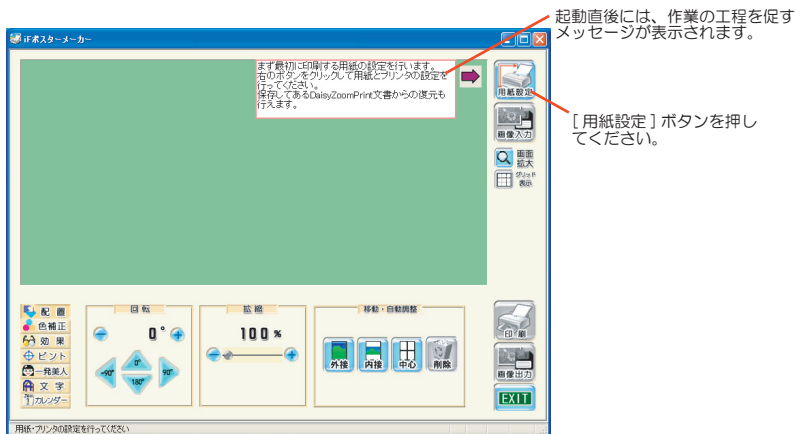 起動直後には、作業の工程を促す
メッセージが表示されます。
iFポスターメーカー
まず最初に印刷する用紙の設定を行います。
右のボタンをクリックして用紙とプリンタの設定を
行ってください。
保存してあるDaisyZoomPrint文書からの復元も
行えます。
用紙設定
[ 用紙設定 ] ボタンを押し
てください。
画像入力
画面
拡大
グリッド
表示
配 置
色補正
効 果
ピント
一発美人
文 字
カレンダー
回 転
0°
0°
-90°
90°
180°
拡 縮
100 %
移動・自動調整
外接
内接
中心
削除
印 刷
画像出力
EXIT
用紙・プリンタの設定を行ってください